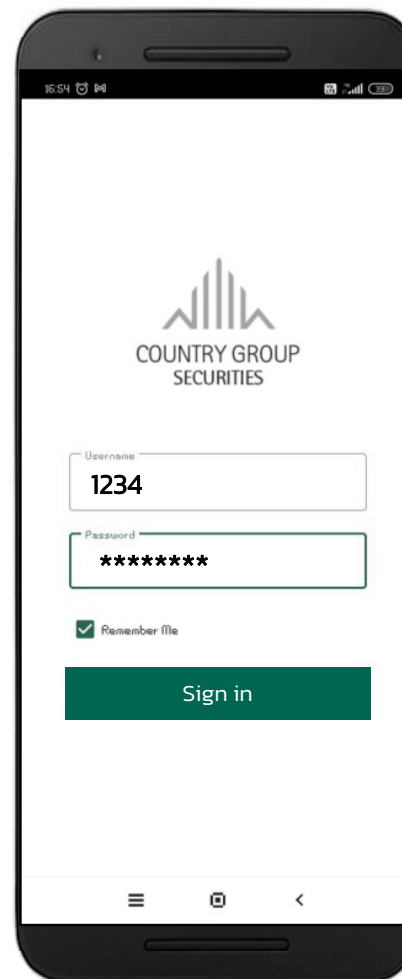 16:54
COUNTRY GROUP
SECURITIES
Username
1234
Password
********
Remember Me
Sign in